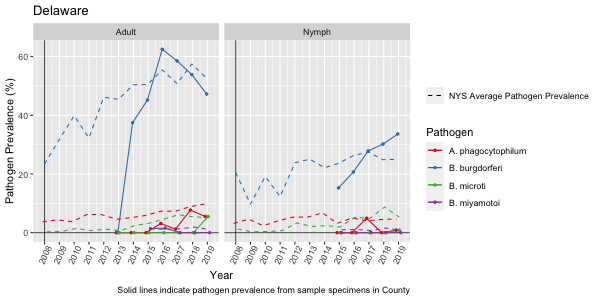 Delaware
Adult
Nymph
Pathogen Prevalence (%)
60
40
20
0
2008 2009 2010 2011 2012 2013 2014 2015 2016 2017 2018 2019
2008 2009 2010 2011 2012 2013 2014 2015 2016 2017 2018 2019
Year
Solid lines indicate pathogen prevalence from sample specimens in County
NYS Average Pathogen Prevalence
Pathogen
A. phagocytophilum
B. burgdorferi
B. microti
B. miyamotoi